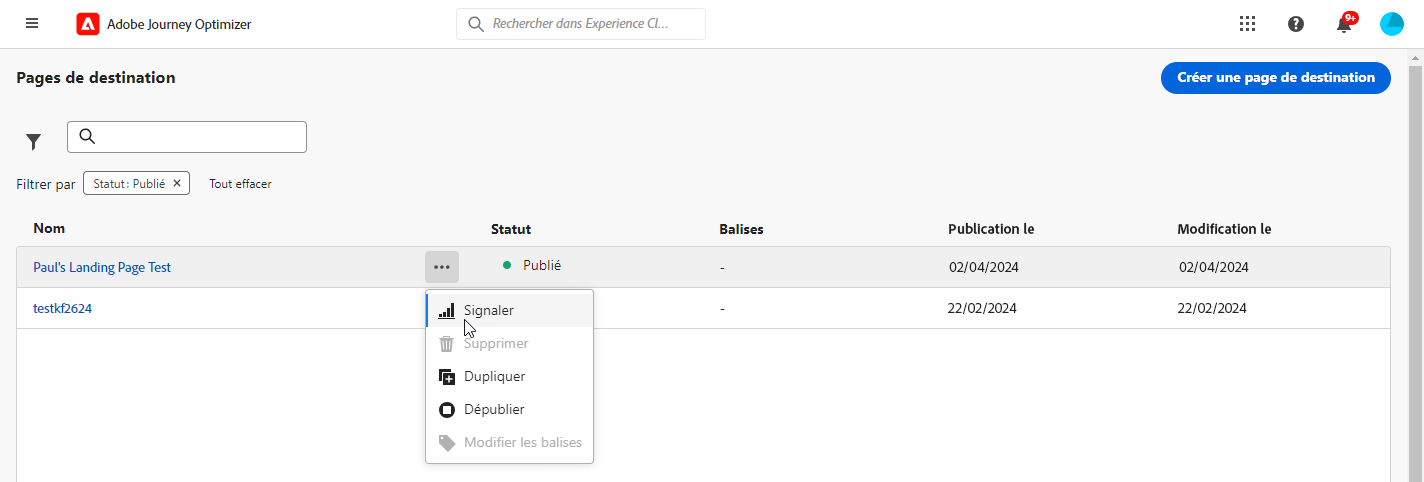 Adobe Journey Optimizer
Rechercher dans Experience Cl...
9+
Pages de destination
Créer une page de destination
Filtrer par
Statut : Publié
Tout effacer
Nom
Statut
Balises
Publication le
Modification le
Paul's Landing Page Test
Publié
-
02/04/2024
02/04/2024
testkf2624
-
22/02/2024
22/02/2024
Signaler
Supprimer
Dupliquer
Dépublier
Modifier les balises